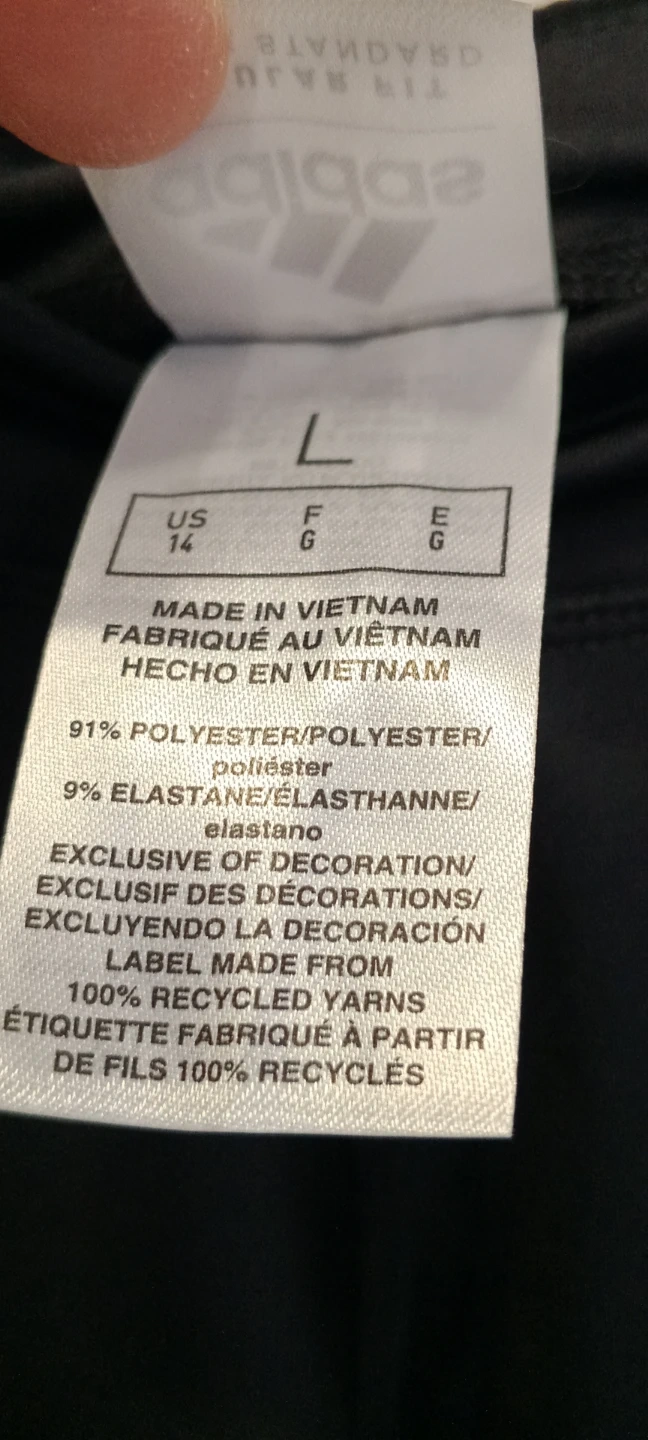 adidas
ULAR FIT
STANDARD
L
US F E
14 G G
MADE IN VIETNAM
FABRIQUÉ AU VIÊTNAM
HECHO EN VIETNAM
91% POLYESTER/POLYESTER/
poliéster
9% ELASTANE/ÉLASTHANNE/
elastano
EXCLUSIVE OF DECORATION/
EXCLUSIF DES DÉCORATIONS/
EXCLUYENDO LA DECORACIÓN
LABEL MADE FROM
100% RECYCLED YARNS
ÉTIQUETTE FABRIQUÉ À PARTIR
DE FILS 100% RECYCLÉS